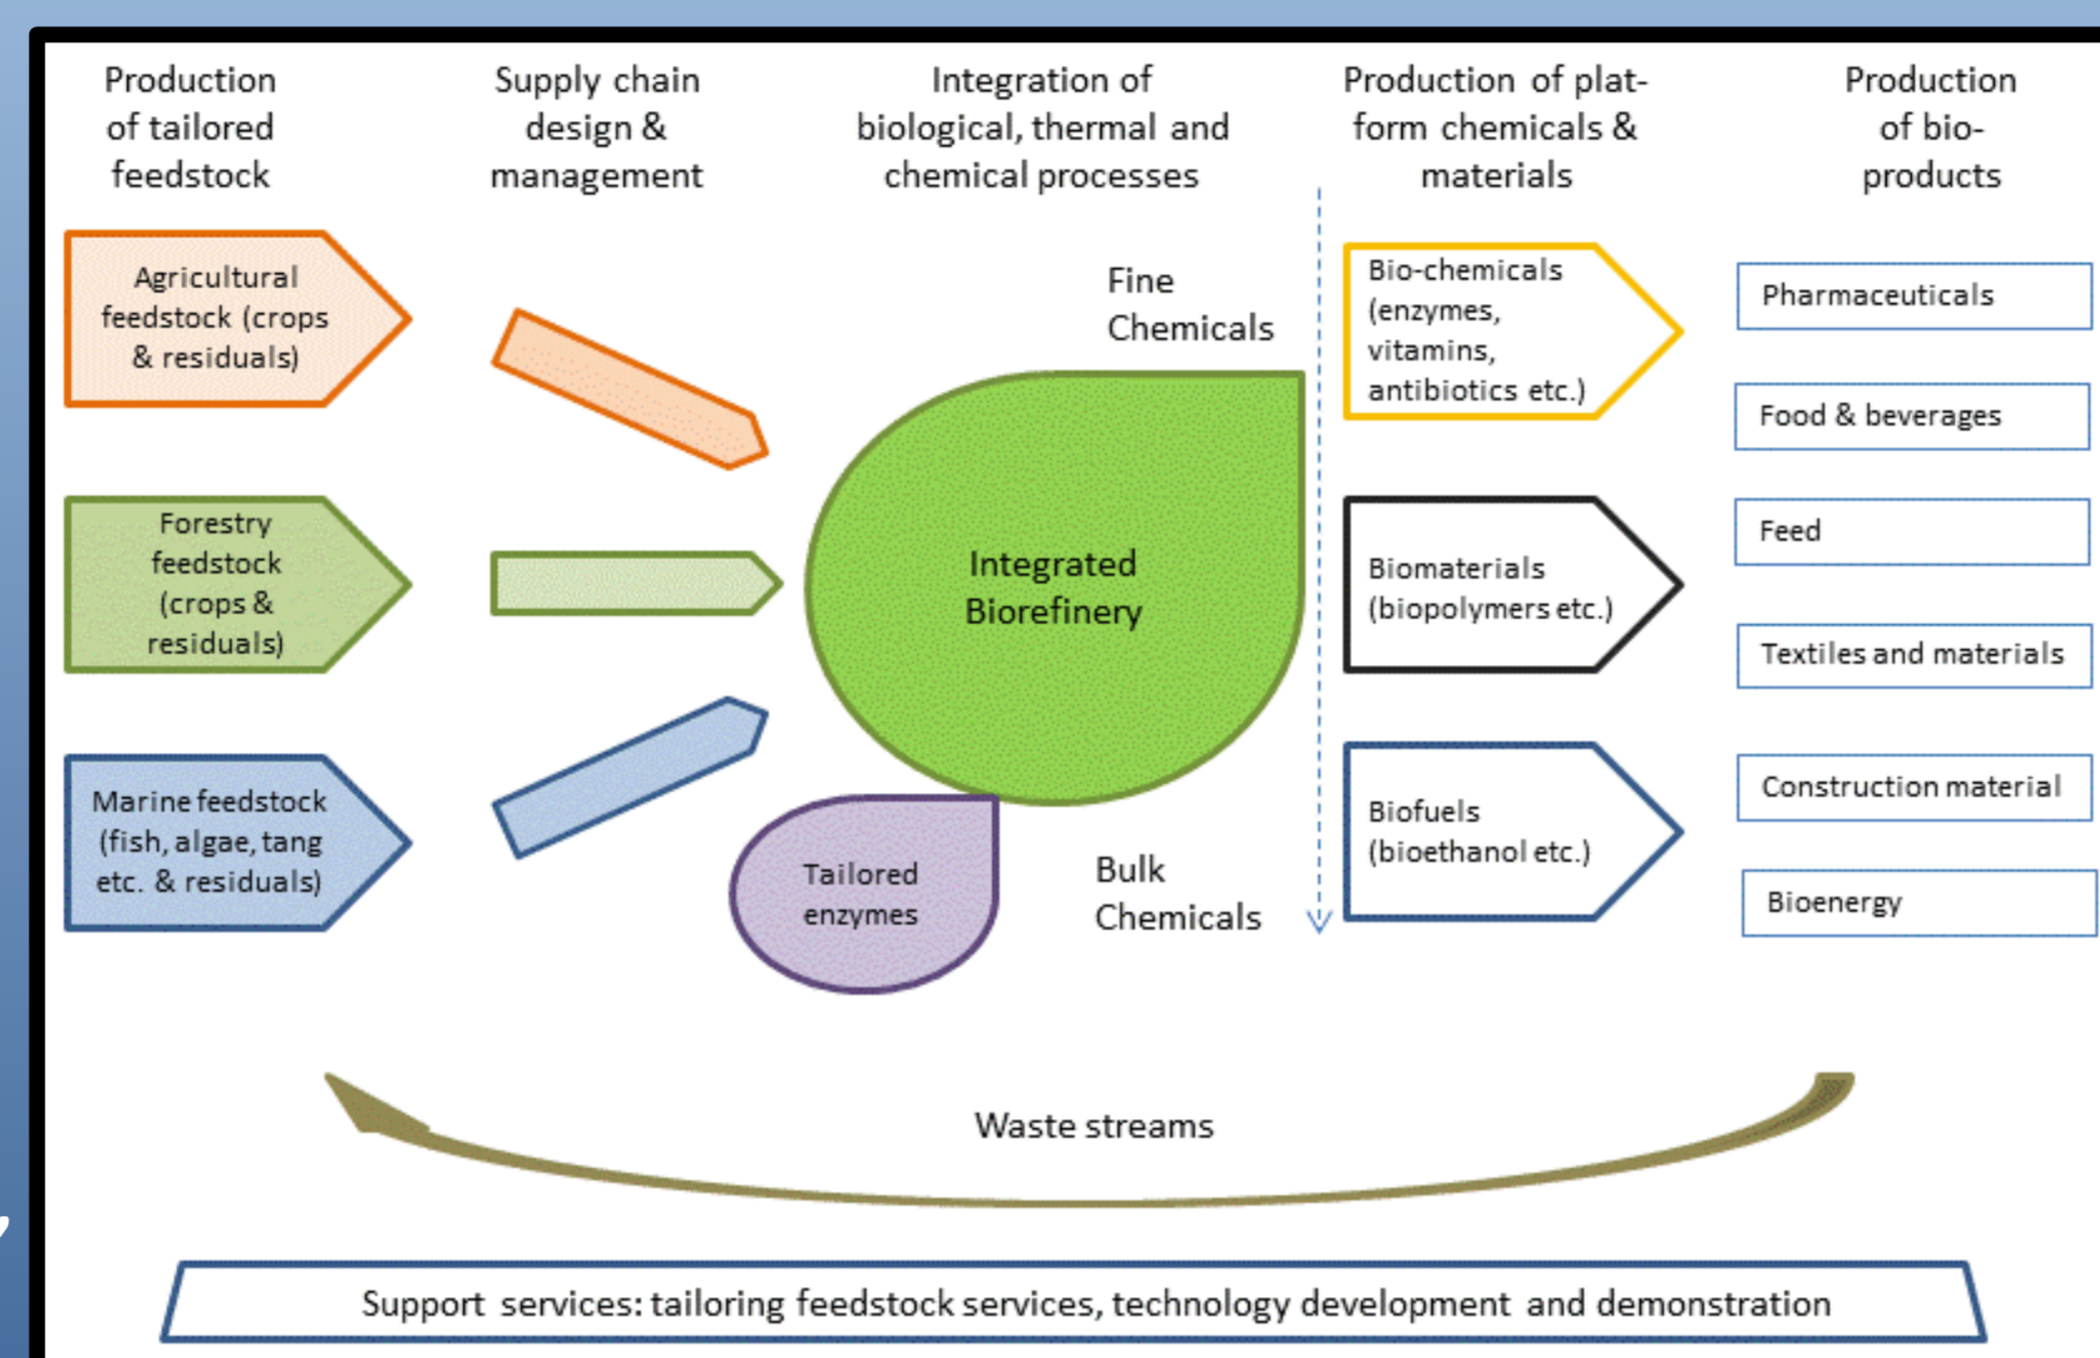 Production
of tailored
feedstock
Supply chain
design &
management
Integration of
biological, thermal and
chemical processes
Production of plat-
form chemicals &
materials
Production
of bio-
products
Agricultural
feedstock (crops
& residuals)
Forestry
feedstock
(crops &
residuals)
Marine feedstock
(fish, algae, tang
etc. & residuals)
Fine
Chemicals
Integrated
Biorefinery
Tailored
enzymes
Bulk
Chemicals
Bio-chemicals
(enzymes,
vitamins,
antibiotics etc.)
Biomaterials
(biopolymers etc.)
Biofuels
(bioethanol etc.)
Pharmaceuticals
Food & beverages
Feed
Textiles and materials
Construction material
Bioenergy
Waste streams
Support services: tailoring feedstock services, technology development and demonstration